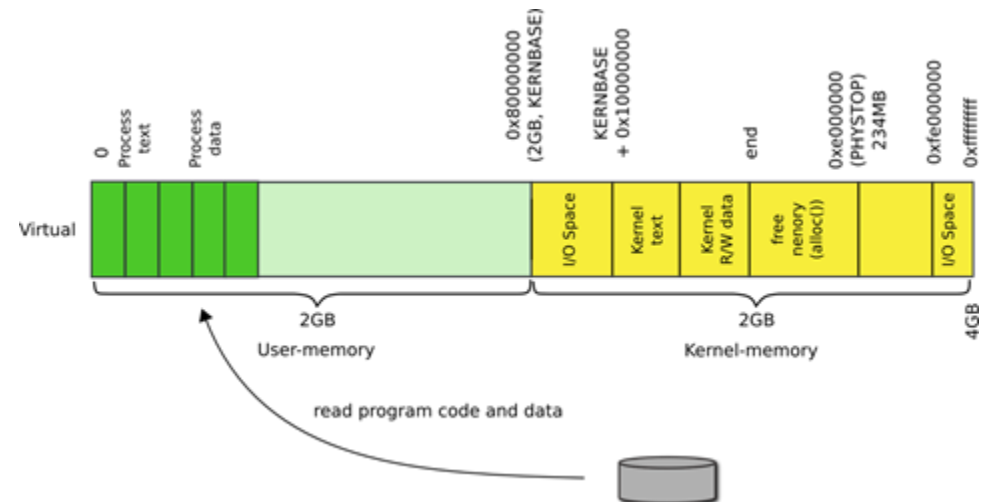 0
Process
text
Process
data
0x80000000
(2GB, KERNBASE)
KERNBASE
+ 0x10000000
end
0xe000000
(PHYSTOP)
234MB
0xfe000000
0xffffffff
Virtual
I/O Space
Kernel
text
Kernel
R/W data
free
nenory
(alloc())
I/O Space
2GB
User-memory
2GB
Kernel-memory
4GB
read program code and data